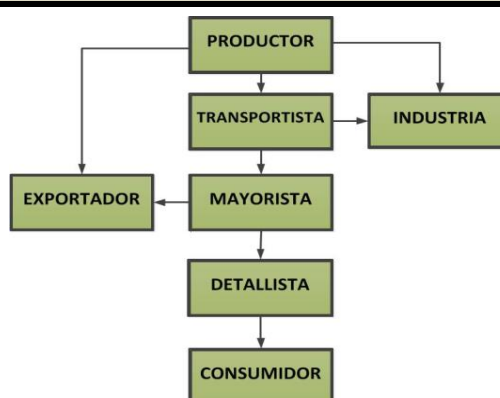 PRODUCTOR
TRANSPORTISTA
INDUSTRIA
EXPORTADOR
MAYORISTA
DETALLISTA
CONSUMIDOR